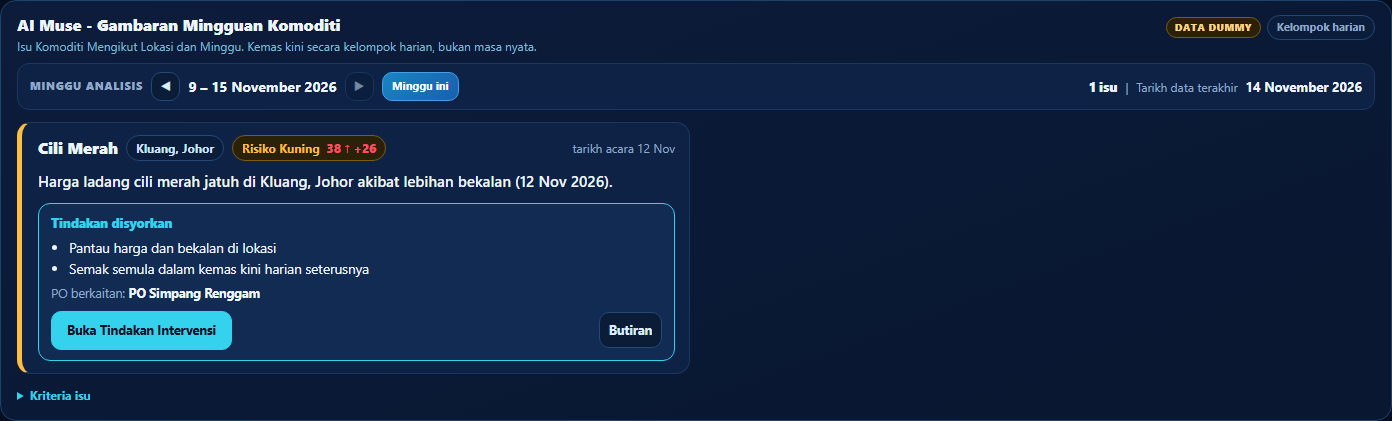 AI Muse - Gambaran Mingguan Komoditi
DATA DUMMY
Kelompok harian
Isu Komoditi Mengikut Lokasi dan Minggu. Kemas kini secara kelompok harian, bukan masa nyata.
MINGGU ANALISIS ◀ 9 – 15 November 2026 ▶ Minggu ini
1 isu | Tarikh data terakhir 14 November 2026
Cili Merah Kluang, Johor Risiko Kuning 38 ↑ +26 tarikh acara 12 Nov
Harga ladang cili merah jatuh di Kluang, Johor akibat lebihan bekalan (12 Nov 2026).
Tindakan disyorkan
• Pantau harga dan bekalan di lokasi
• Semak semula dalam kemas kini harian seterusnya
PO berkaitan: PO Simpang Renggam
Buka Tindakan Intervensi Butiran
▶ Kriteria isu